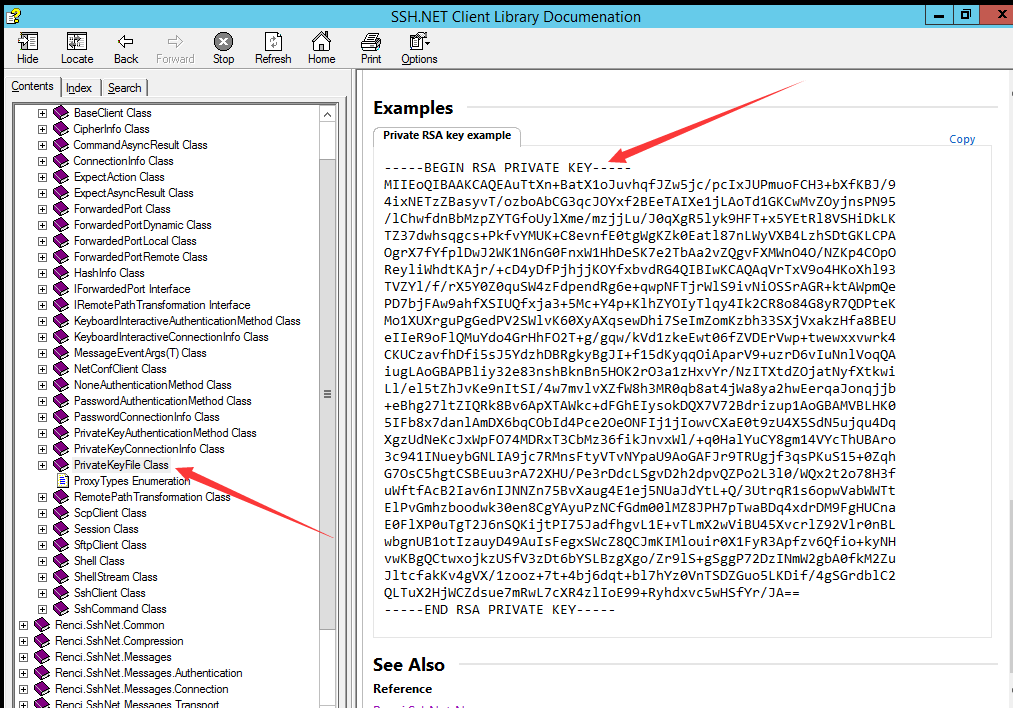 SSH.NET Client Library Documenation
Hide Locate Back Forward Stop Refresh Home Print Options
Contents Index Search
BaseClient Class
CipherInfo Class
CommandAsyncResult Class
ConnectionInfo Class
ExpectAction Class
ExpectAsyncResult Class
ForwardedPort Class
ForwardedPortDynamic Class
ForwardedPortLocal Class
ForwardedPortRemote Class
HashInfo Class
IForwardedPort Interface
IRemotePathTransformation Interface
KeyboardInteractiveAuthenticationMethod Class
KeyboardInteractiveConnectionInfo Class
MessageEventArgs(T) Class
NetConfClient Class
NoneAuthenticationMethod Class
PasswordAuthenticationMethod Class
PasswordConnectionInfo Class
PrivateKeyAuthenticationMethod Class
PrivateKeyConnectionInfo Class
PrivateKeyFile Class
ProxyTypes Enumeration
RemotePathTransformation Class
ScpClient Class
Session Class
SftpClient Class
Shell Class
ShellStream Class
SshClient Class
SshCommand Class
Renci.SshNet.Common
Renci.SshNet.Compression
Renci.SshNet.Messages
Renci.SshNet.Messages.Authentication
Renci.SshNet.Messages.Connection
Renci.SshNet.Messages.Transport
Examples
Private RSA key example
Copy
-----BEGIN RSA PRIVATE KEY-----
MIIEoQIBAAKCAQEAuTtXn+BatX1oJuvhqfJZw5jc/pcIxJUPmuoFCH3+bXfKBJ/9
4ixNETzZBasyvT/ozboAbCG3qcJOYxf2BEeTAIXe1jLAoTd1GKCwMvZOyjnsPN95
/lChwfdnBbMzpZYTGfoUylXme/mzjjLu/J0qXgR5lyk9HFT+x5YEtRl8VSHiDkLK
TZ37dwhsqgcs+PkfvYMUK+C8evnfE0tgWgKZk0Eatl87nLWyVXB4LzhSDtGKLCPA
OgrX7fYfplDwJ2WK1N6nG0FnxW1HhDeSK7e2TbAa2vZQgvFXMWnO4O/NZKp4COpO
ReyliWhdtKAjr/+cD4yDfPjhjjKOYfxbvdRG4QIBIwKCAQAqVrTxV9o4HKoXhl93
TVZYl/f/rX5Y0Z0quSW4zFdpendRg6e+qwpNFTjrWlS9ivNiOSSrAGR+ktAWpmQe
PD7bjFAw9ahfXSIUQfxja3+5Mc+Y4p+KlhZYOIyTlqy4Ik2CR8o84G8yR7QDPteK
Mo1XUXrguPgGedPV2SWlvK60XyAXqsewDhi7SeImZomKzbh33SXjVxakzHfa8BEU
eIIeR9oFlQMuYdo4GrHhFO2T+g/gqw/kVd1zkeEwt06fZVDErVwp+twewxxvwrk4
CKUCzavfhDfi5sJ5YdzhDBRgkyBgJI+f15dKyqqOiAparV9+uzrD6vIuNnlVoqQA
iugLAoGBAPBliy32e83nshBknBn5HOK2rO3a1zHxvYr/NzITXtdZOjatNyfXtkwi
Ll/el5tZhJvKe9nItSI/4w7mvlvXZfW8h3MR0qb8at4jWa8ya2hwEerqaJonqjjb
+eBhg27ltZIQRk8Bv6ApXTAWkc+dFGhEIysokDQX7V72Bdrizup1AoGBAMVBLHK0
5IFb8x7danlAmDX6bqCObId4Pce2OeONFIj1jIowvCXaE0t9zU4X5SdN5ujqu4Dq
XgzUdNeKcJxWpFO74MDRxT3CbMz36fikJnvxWl/+q0HalYuCY8gm14VYcThUBAro
3c941INueybGNLIA9jc7RMnsFtyVTvNYpaU9AoGAFJr9TRUgjf3qsPKuS15+0Zqh
G7OsC5hgtCSBEuu3rA72XHU/Pe3rDdcLSgvD2h2dpvQZPo2L3l0/WQx2t2o78H3f
uWftfAcB2Iav6nIJNNZn75BvXaug4E1ej5NUaJdYtL+Q/3UtrqR1s6opwVabWWTt
ElPvGmhzboodwk30en8CgYAyuPzNCfGdm00lMZ8JPH7pTwaBDq4xdrDM9FgHUCna
E0FlXP0uTgT2J6nSQKijtPI75JadfhgvL1E+vTLmX2wViBU45XvcrlZ92Vlr0nBL
wbgnUB1otIzauyD49AuIsFegxSWcZ8QCJmKIMlouir0X1FyR3Apfzv6Qfio+kyNH
vwKBgQCtwxojkzUSfV3zDt6bYSLBzgXgo/Zr9lS+gSggP72DzINmW2gbA0fkM2Zu
JltcfakKv4gVX/1zooz+7t+4bj6dqt+bl7hYz0VnTSDZGuo5LKDif/4gSGrdblC2
QLTuX2HjWCZdsue7mRwL7cXR4zlIoE99+Ryhdxvc5wHSfYr/JA==
-----END RSA PRIVATE KEY-----
See Also
Reference